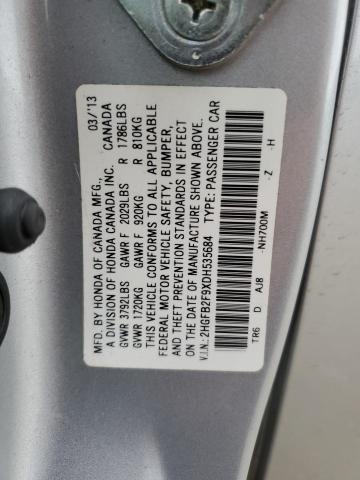 MFD. BY HONDA OF CANADA MFG., 03/'13
A DIVISION OF HONDA CANADA INC. CANADA
GVWR 3792LBS GAWR F 2029LBS R 1786LBS
GVWR 1720KG GAWR F 920KG R 810KG
THIS VEHICLE CONFORMS TO ALL APPLICABLE
FEDERAL MOTOR VEHICLE SAFETY, BUMPER,
AND THEFT PREVENTION STANDARDS IN EFFECT
ON THE DATE OF MANUFACTURE SHOWN ABOVE.
V.I.N.: 2HGFB2F9XDH535684 TYPE: PASSENGER CAR
TR6 D AJ8 -NH700M -Z -H